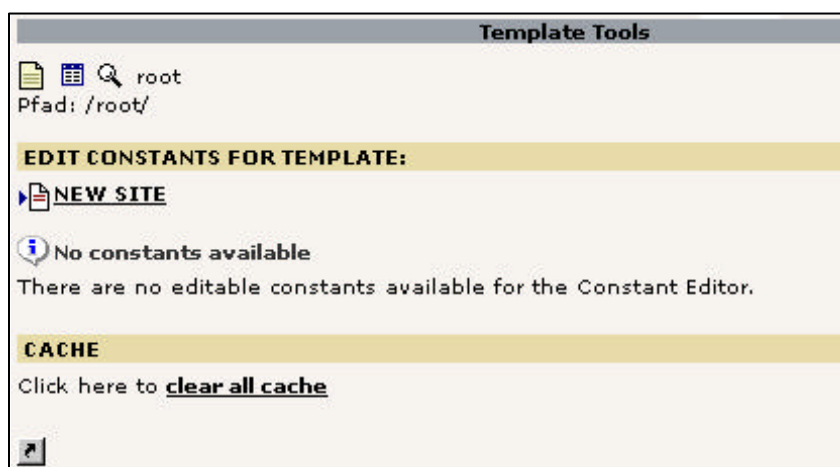 Template Tools
root
Pfad: /root/
EDIT CONSTANTS FOR TEMPLATE:
NEW SITE
No constants available
There are no editable constants available for the Constant Editor.
CACHE
Click here to clear all cache